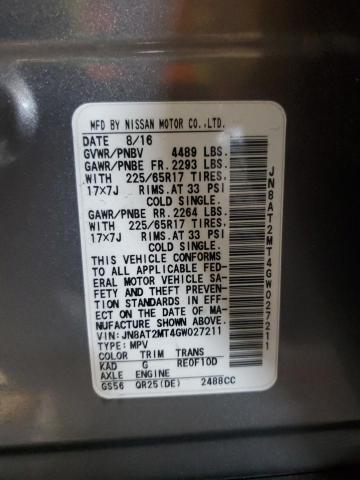 MFD BY NISSAN MOTOR CO.,LTD.
DATE 8/16
GVWR/PNBV 4489 LBS.
GAWR/PNBE FR. 2293 LBS.
WITH 225/65R17 TIRES.
17×7J RIMS.AT 33 PSI
COLD SINGLE.
GAWR/PNBE RR. 2264 LBS.
WITH 225/65R17 TIRES.
17×7J RIMS.AT 33 PSI
COLD SINGLE.
THIS VEHICLE CONFORMS
TO ALL APPLICABLE FED-
ERAL MOTOR VEHICLE SA-
FETY AND THEFT PREVEN-
TION STANDARDS IN EFF-
ECT ON THE DATE OF MA-
NUFACTURE SHOWN ABOVE.
VIN:JN8AT2MT4GW027211
TYPE:MPV
COLOR TRIM TRANS
KAD G RE0F10D
AXLE ENGINE
GS56 QR25(DE) 2488CC
JN8AT2MT4GW027211